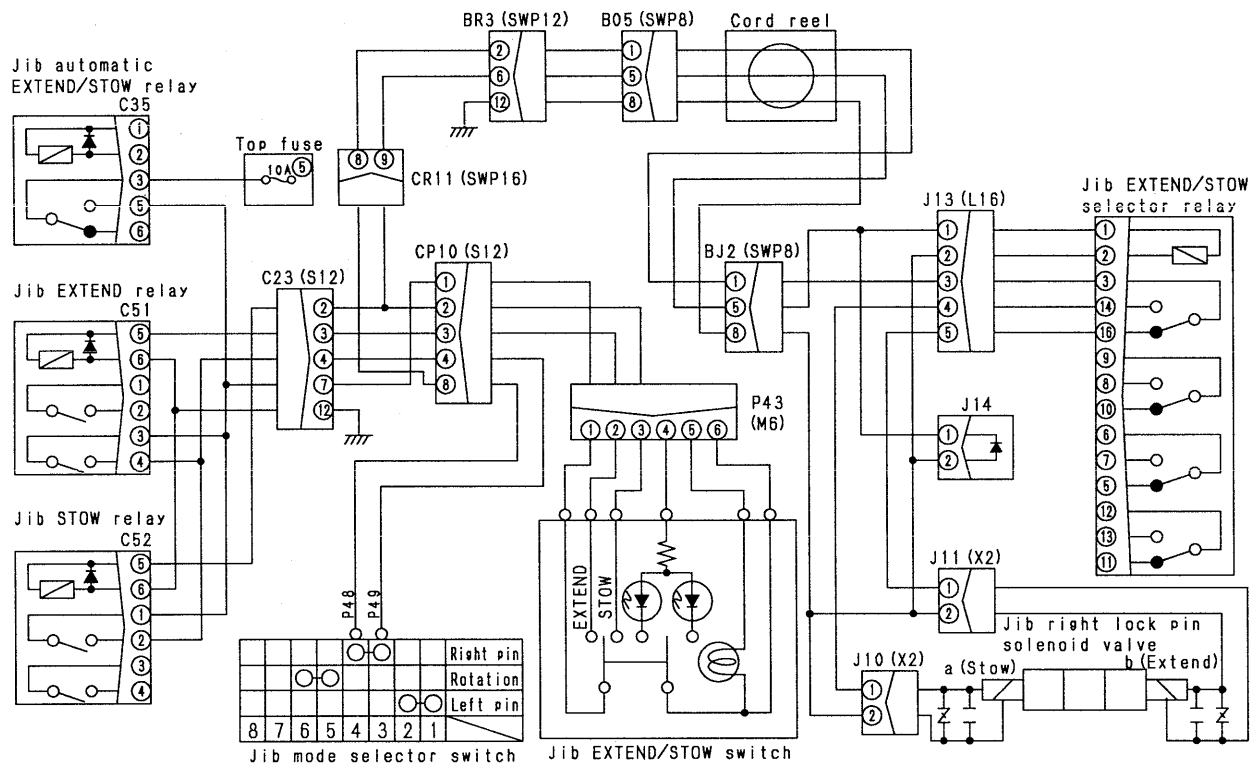 BR3 (SWP12)
B05 (SWP8)
Cord reel
2
6
12
1
5
8
Jib automatic
EXTEND/STOW relay
C35
1
2
3
5
6
Top fuse
10A
5
8
9
CR11 (SWP16)
J13 (L16)
1
2
3
4
5
Jib EXTEND/STOW
selector relay
1
2
3
14
16
9
8
10
6
7
5
12
13
11
BJ2 (SWP8)
1
5
8
Jib EXTEND relay
C51
5
6
1
2
3
4
C23 (S12)
2
3
4
7
12
CP10 (S12)
1
2
3
4
8
P43
(M6)
1 2 3 4 5 6
J14
1
2
Jib STOW relay
C52
5
6
1
2
3
4
P48
P49
Right pin
Rotation
Left pin
8 7 6 5 4 3 2 1
Jib mode selector switch
EXTEND
STOW
Jib EXTEND/STOW switch
J11 (X2)
1
2
Jib right lock pin
solenoid valve
J10 (X2)
1
2
a (Stow)
b (Extend)